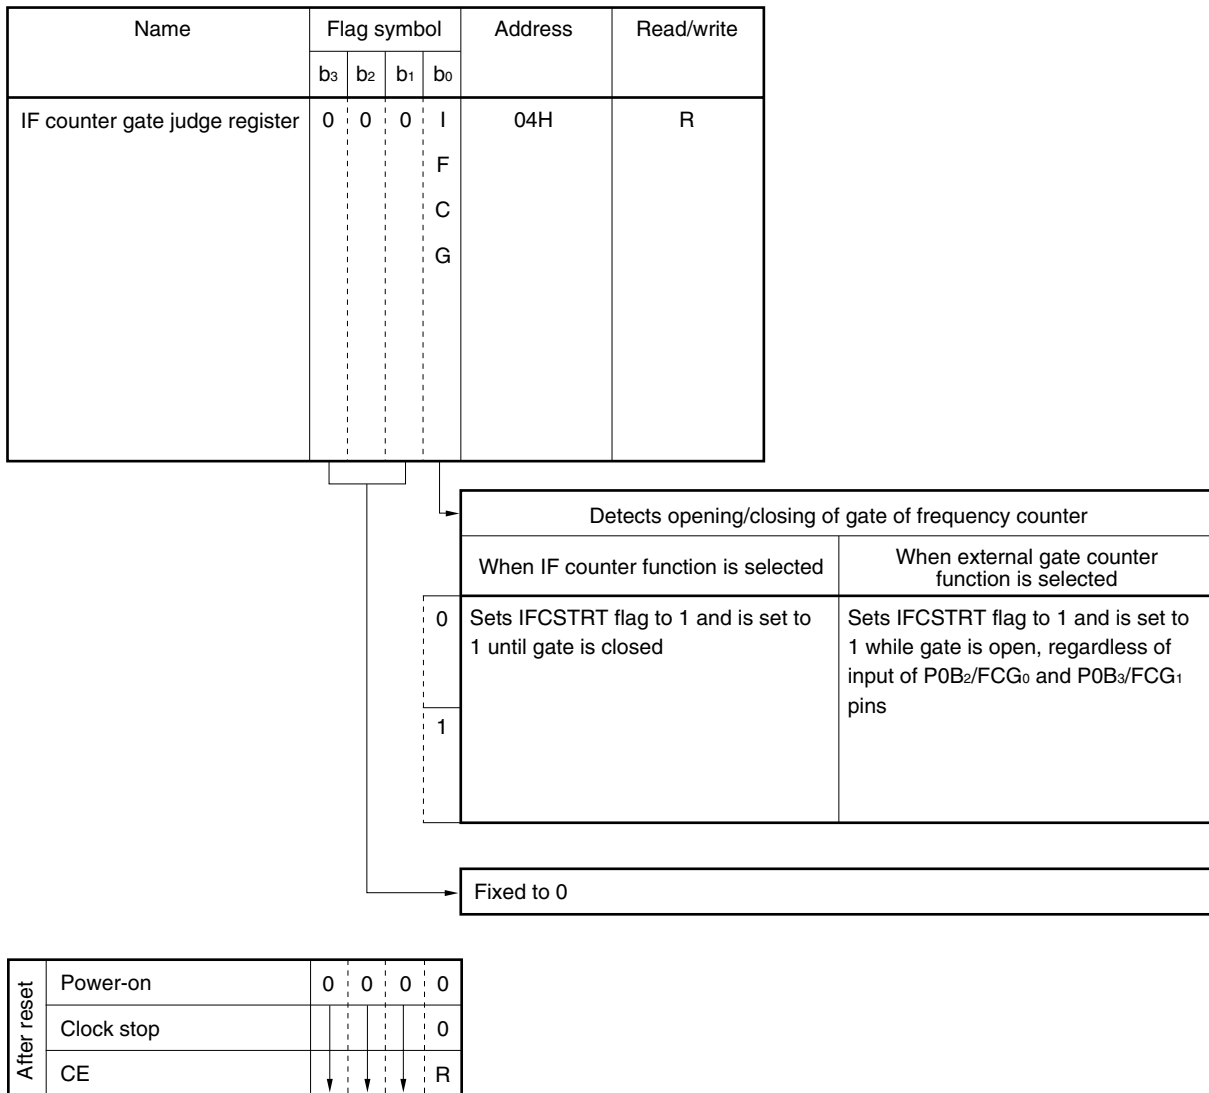 Name Flag symbol Address Read/write
b3 b2 b1 b0
IF counter gate judge register 0 0 0 I 04H R
F
C
G
Detects opening/closing of gate of frequency counter
When IF counter function is selected
When external gate counter
function is selected
0
Sets IFCSTRT flag to 1 and is set to
1 until gate is closed
Sets IFCSTRT flag to 1 and is set to
1 while gate is open, regardless of
input of P0B2/FCG0 and P0B3/FCG1
pins
1
Fixed to 0
After reset
Power-on 0 0 0 0
Clock stop 0
CE R